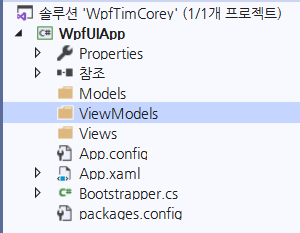 솔루션 'WpfTimCorey' (1/1개 프로젝트)
WpfUIApp
Properties
참조
Models
ViewModels
Views
App.config
App.xaml
Bootstrapper.cs
packages.config